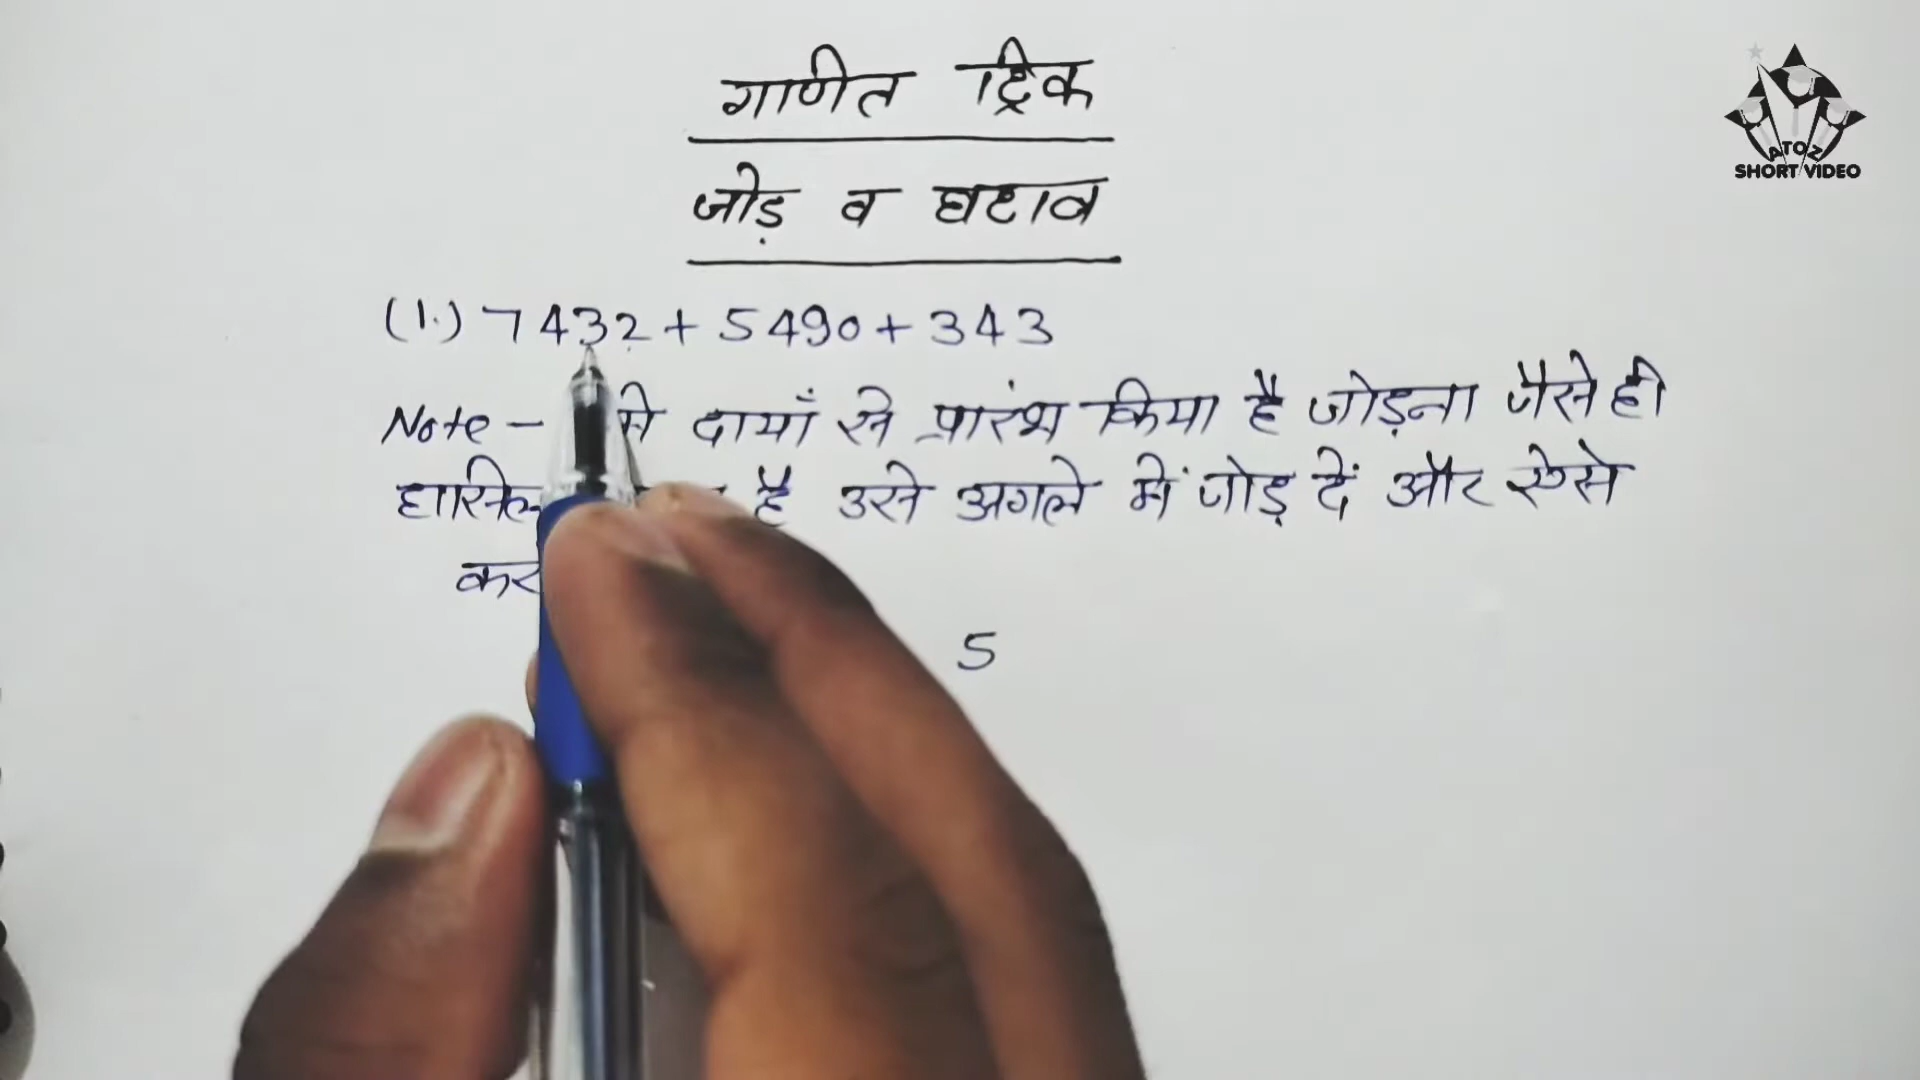 गणित ट्रिक
जोड़ व घटाव
(1.) 7432 + 5490 + 343
Note - दायाँ से प्रारंभ किया है जोड़ना जैसे ही
है उसे अगले में जोड़ दें और ऐसे
5
ATOZ
SHORT VIDEO